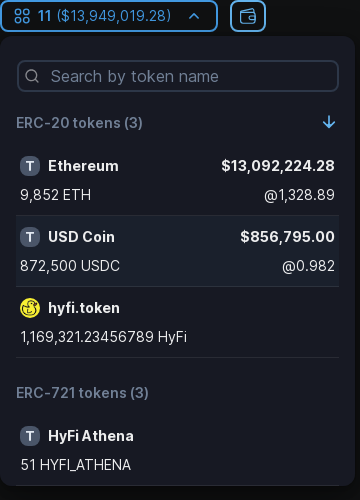 11 ($13,949,019.28)
Search by token name
ERC-20 tokens (3)
T Ethereum $13,092,224.28
9,852 ETH @1,328.89
T USD Coin $856,795.00
872,500 USDC @0.982
hyfi.token
1,169,321.23456789 HyFi
ERC-721 tokens (3)
T HyFi Athena
51 HYFI_ATHENA